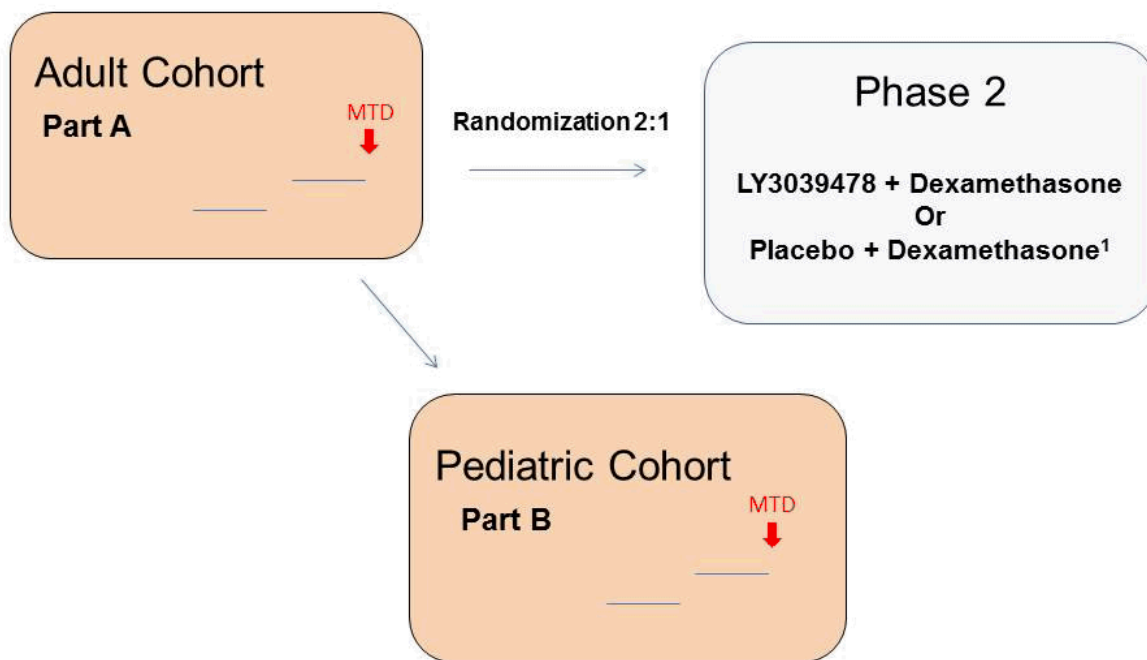 Adult Cohort
Part A
MTD
Randomization 2:1
Phase 2
LY3039478 + Dexamethasone
Or
Placebo + Dexamethasone¹
Pediatric Cohort
Part B
MTD